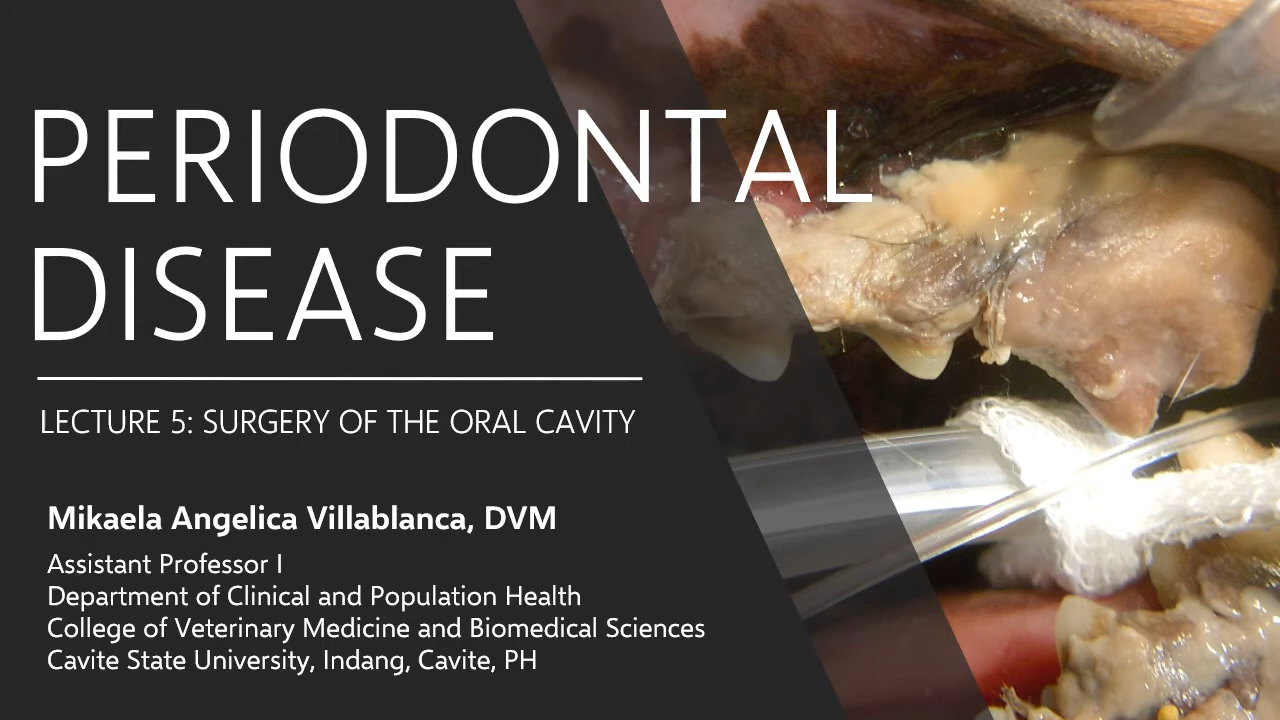 PERIODONTAL
DISEASE
LECTURE 5: SURGERY OF THE ORAL CAVITY
Mikaela Angelica Villablanca, DVM
Assistant Professor I
Department of Clinical and Population Health
College of Veterinary Medicine and Biomedical Sciences
Cavite State University, Indang, Cavite, PH